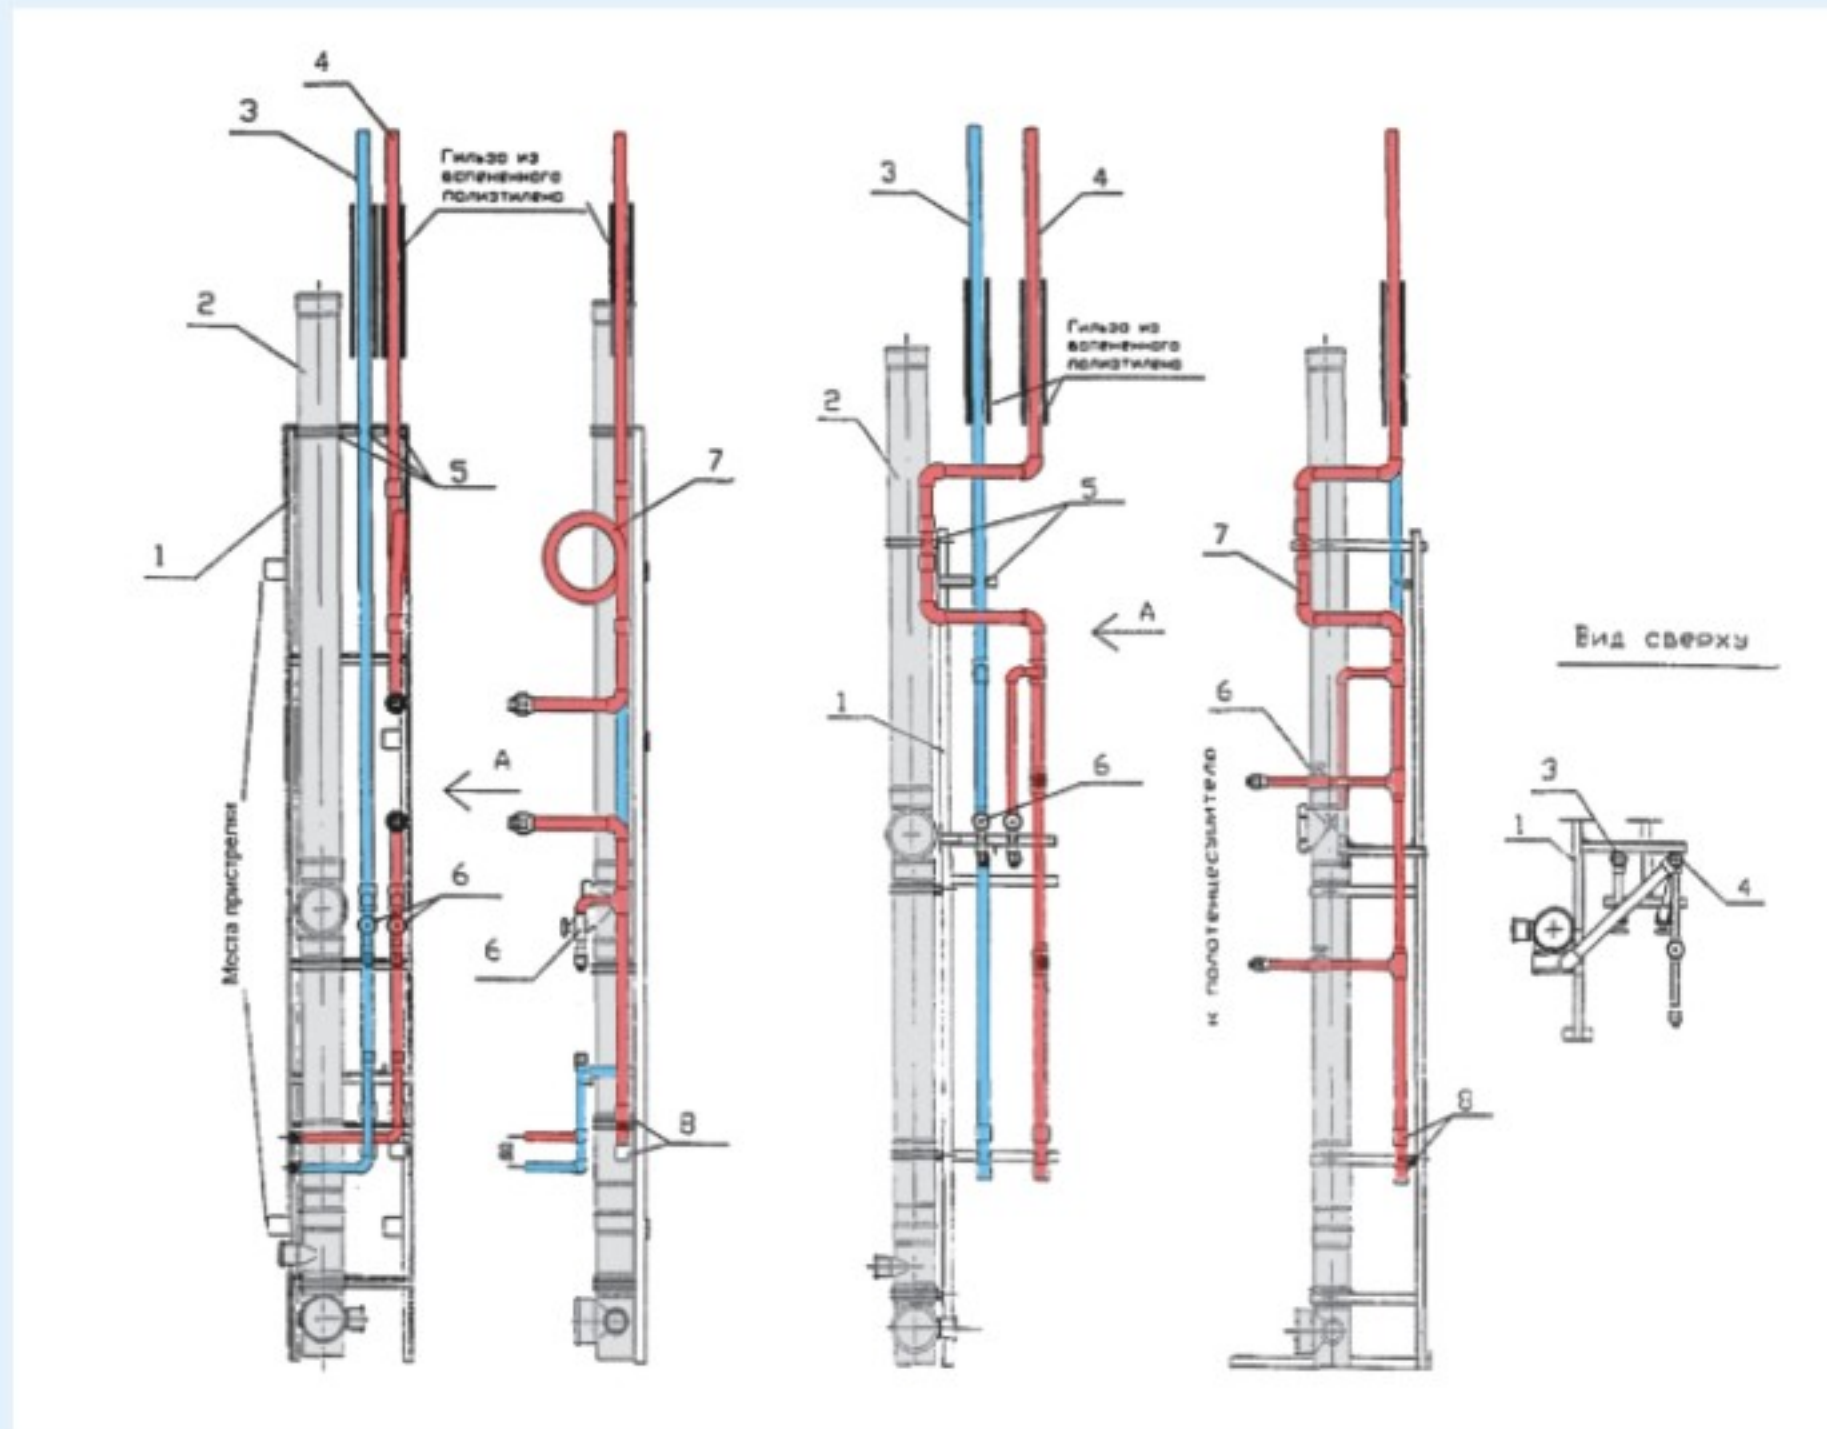 4
3
Гильза из
вспененного
полиэтилена
2
5
1
7
Места пристрелки
А
6
6
80
8
3
4
Гильза из
вспененного
полиэтилена
2
5
А
1
6
7
6
к полотенцесушителю
8
Вид сверху
3
1
4